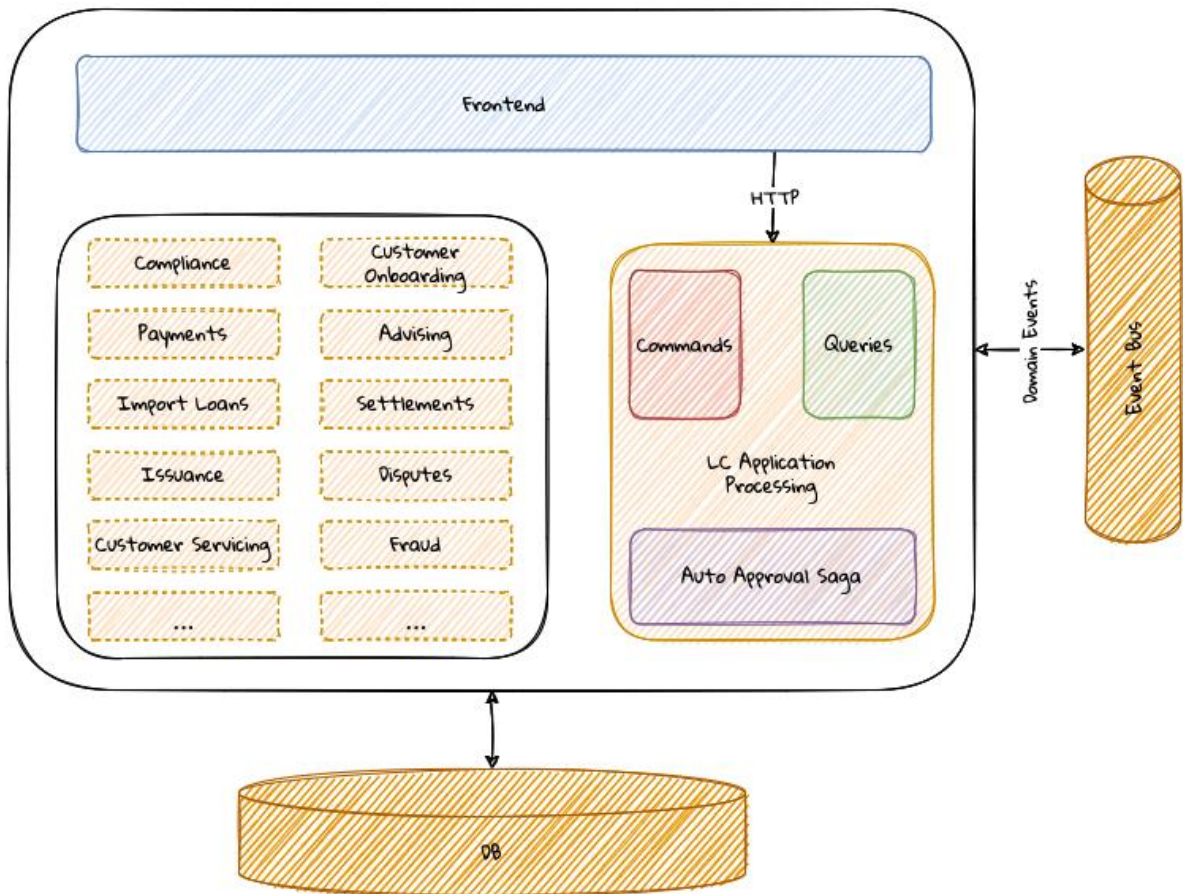 Frontend
HTTP
Compliance
Customer
Onboarding
Payments
Advising
Import Loans
Settlements
Issuance
Disputes
Customer Servicing
Fraud
...
...
Commands
Queries
LC Application
Processing
Auto Approval Saga
Domain Events
Event Bus
DB